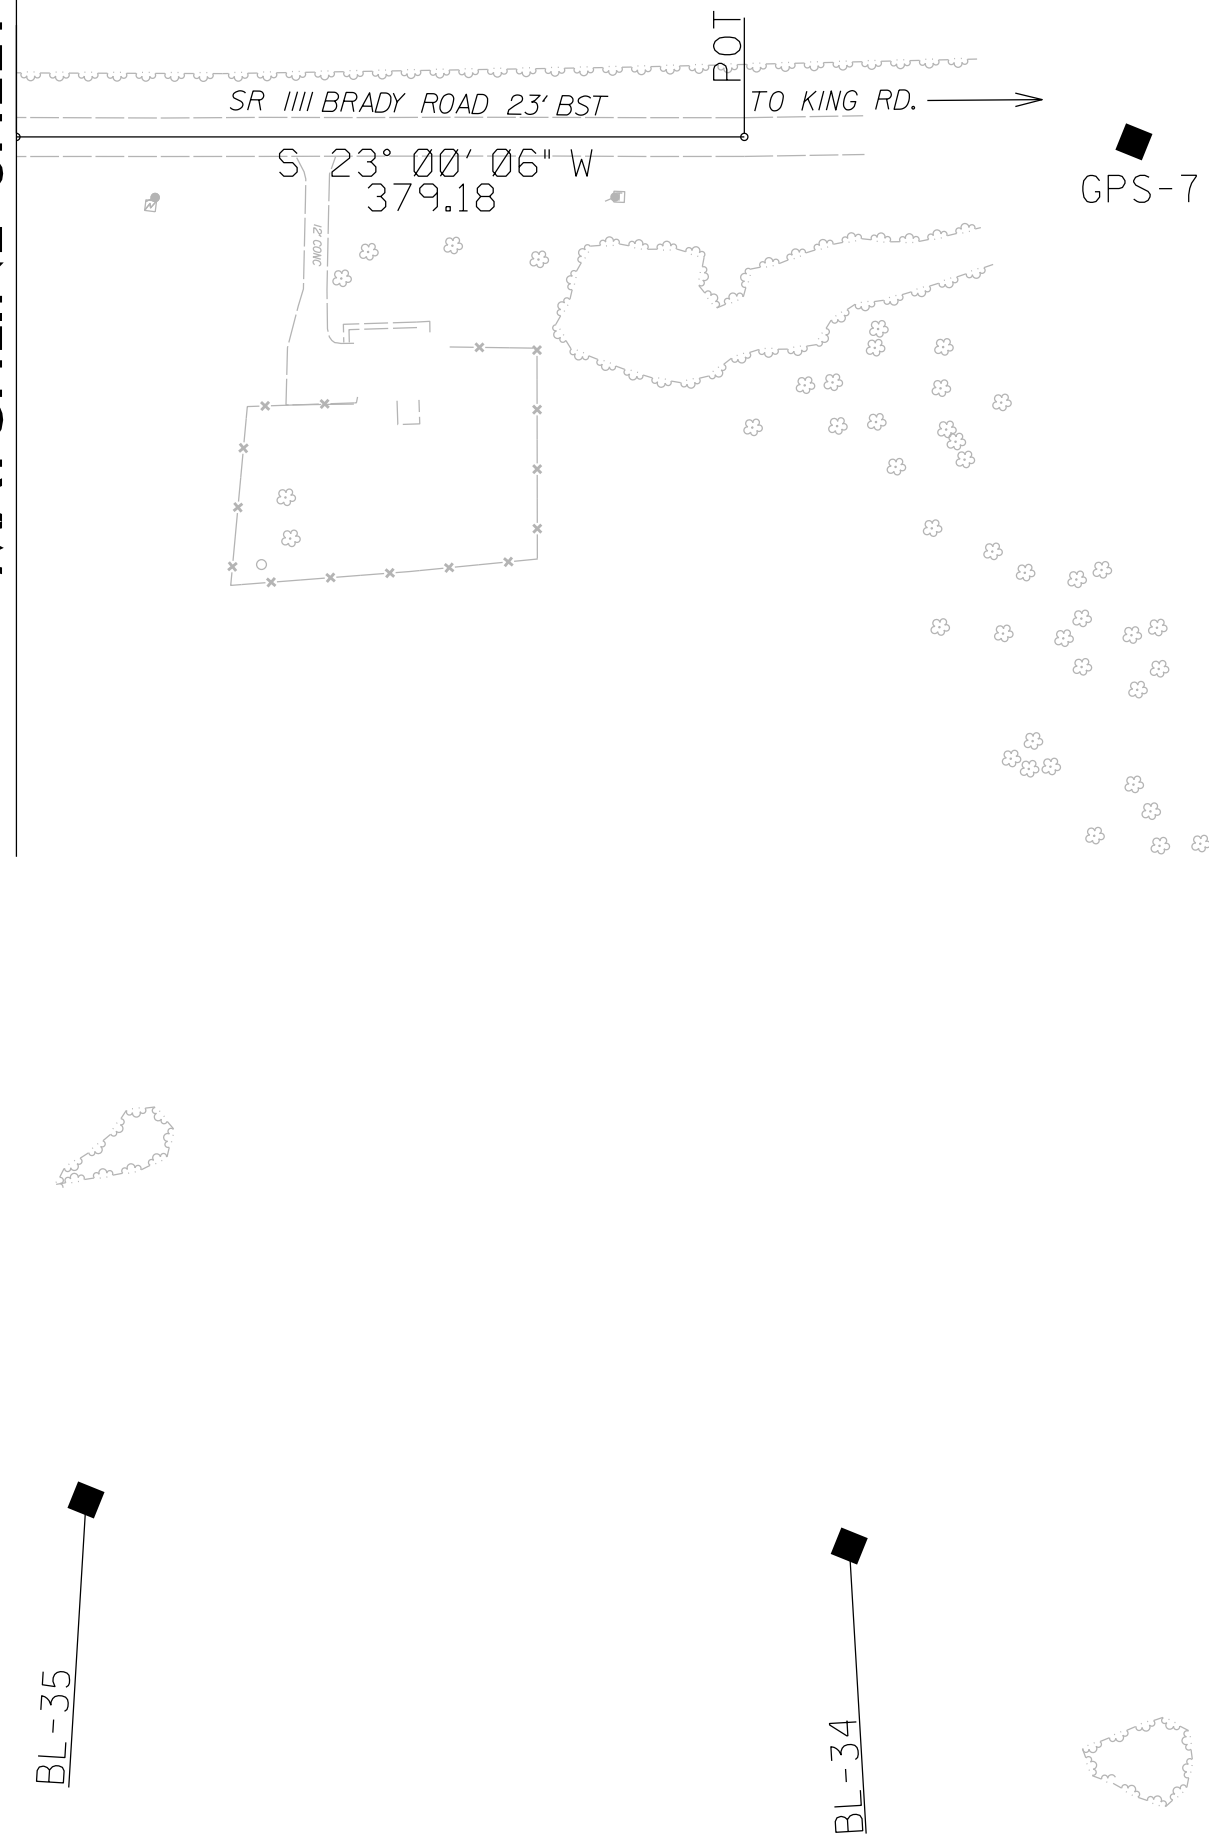 POT
SR 1111 BRADY ROAD 23' BST
TO KING RD.
S 23° 00' 06" W
379.18
GPS-7
12' CONC
BL-35
BL-34